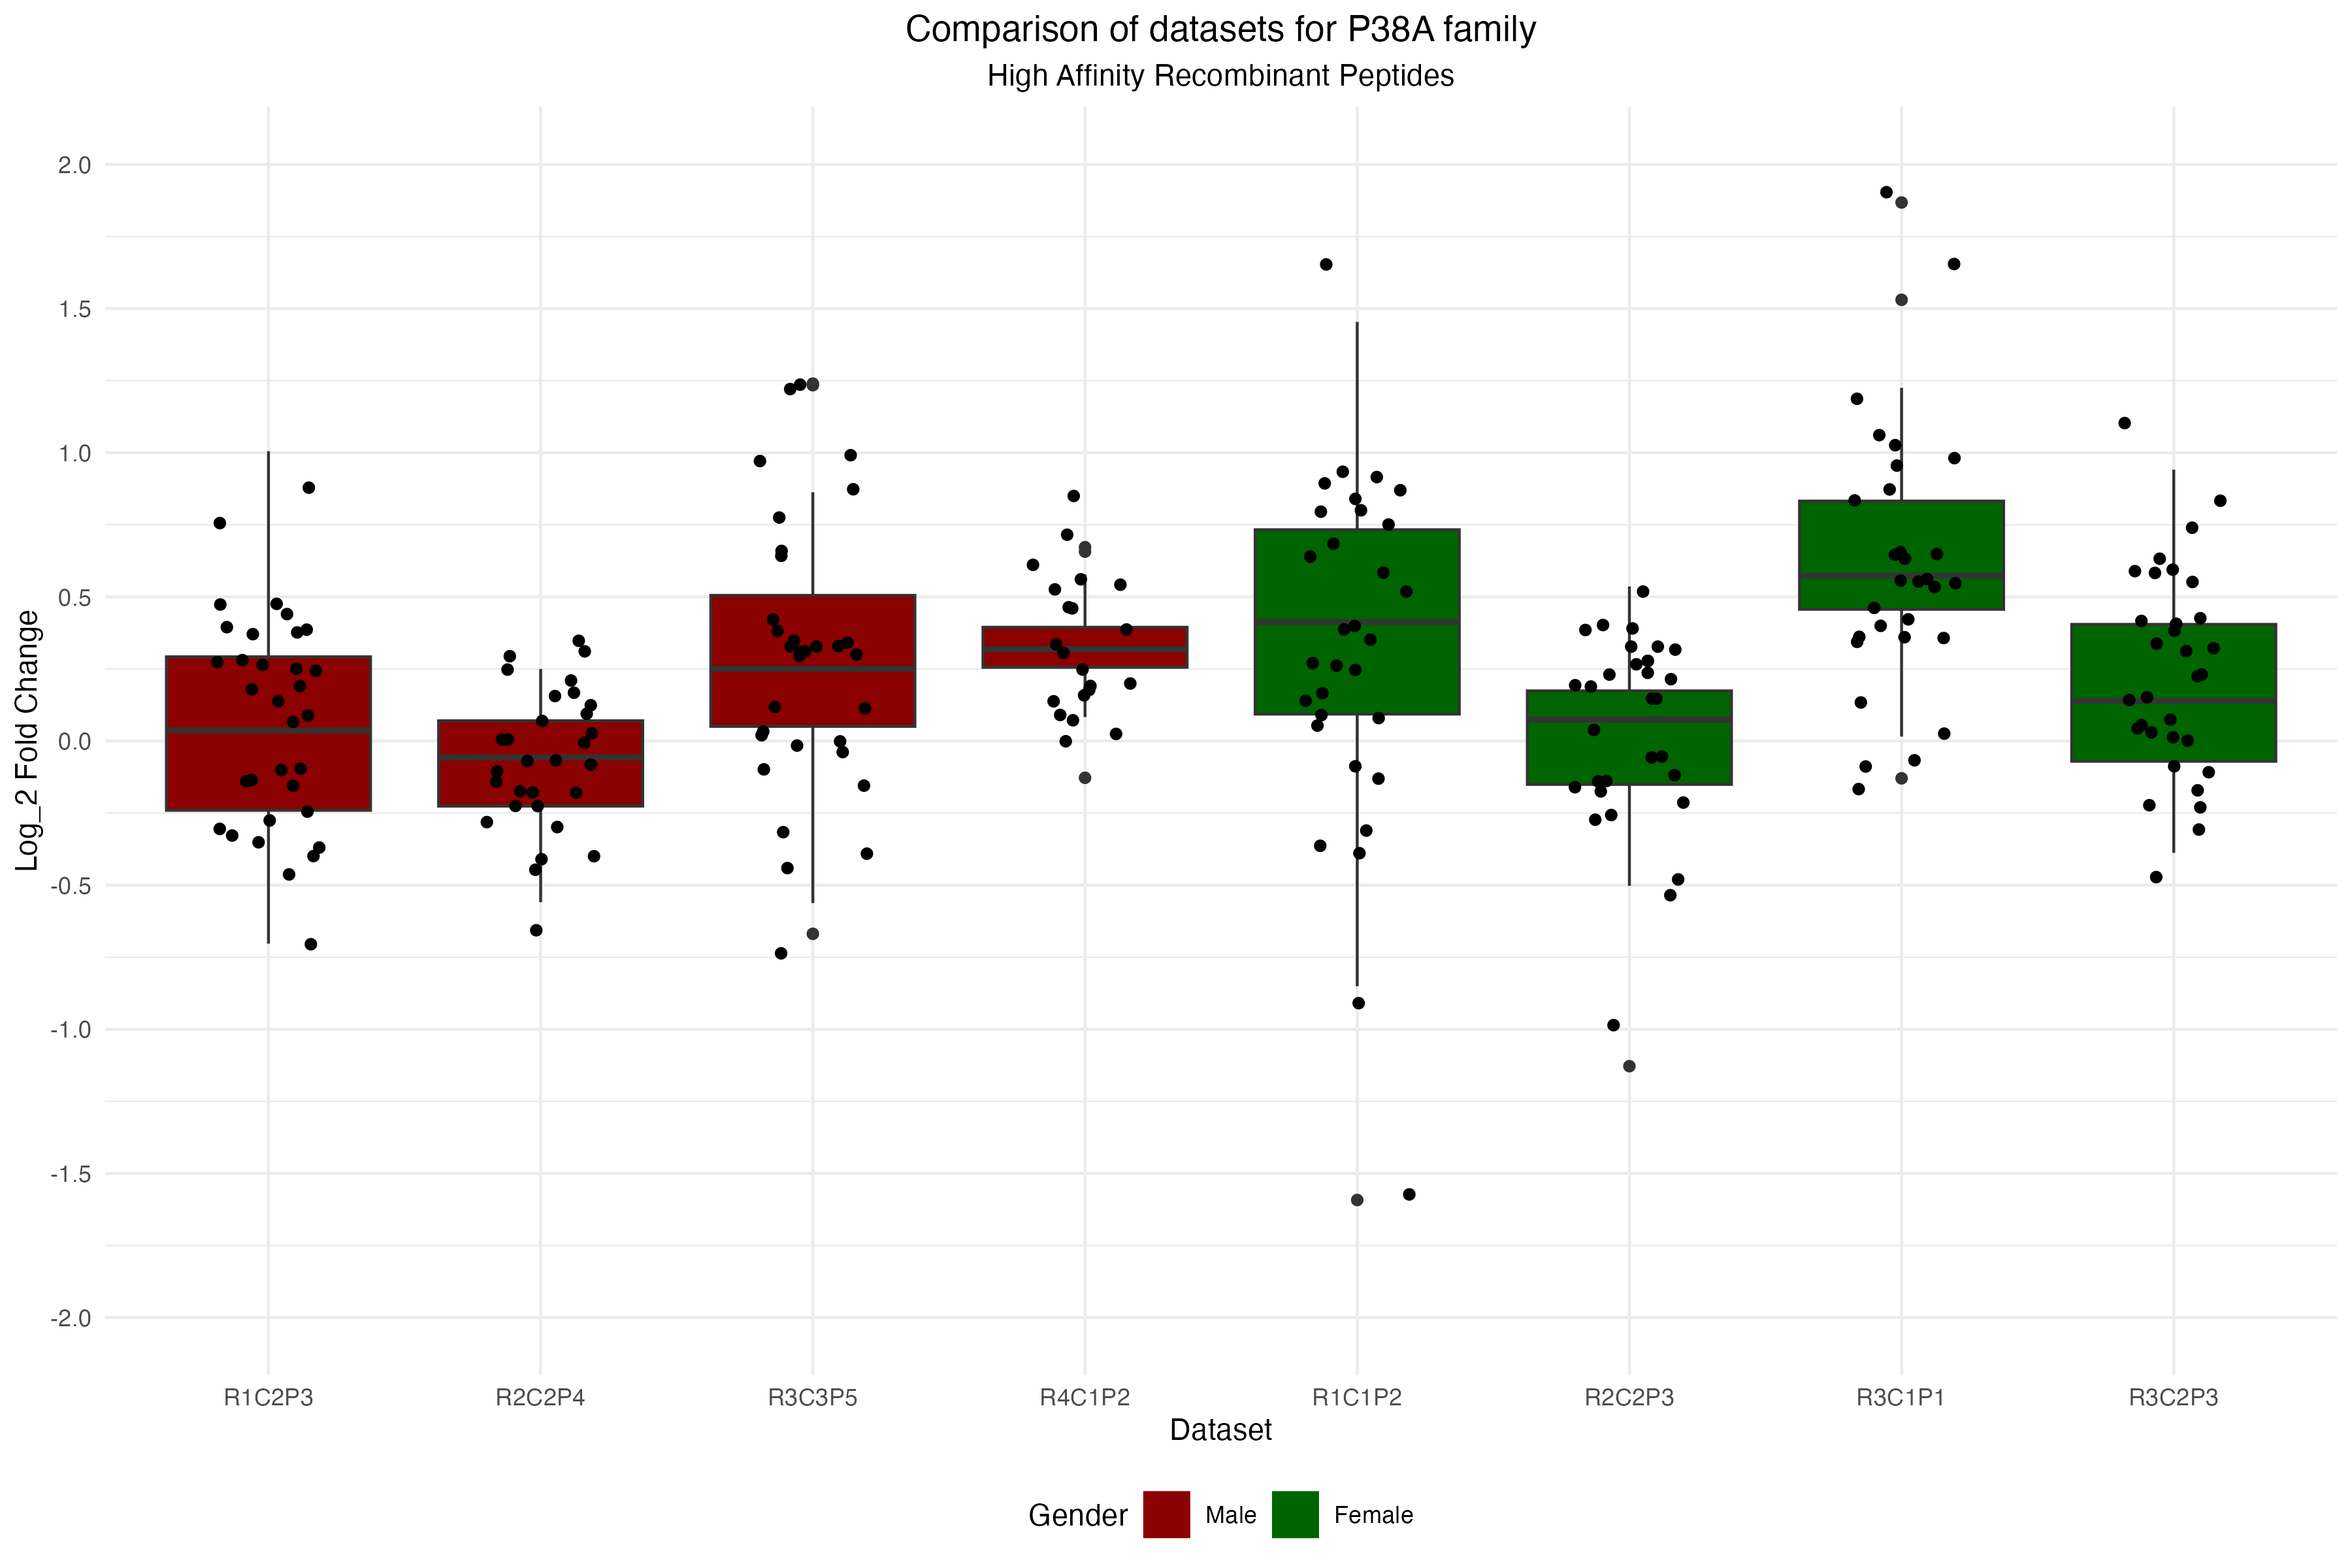 Comparison of datasets for P38A family
High Affinity Recombinant Peptides
Log_2 Fold Change
2.0
1.5
1.0
0.5
0.0
-0.5
-1.0
-1.5
-2.0
R1C2P3 R2C2P4 R3C3P5 R4C1P2 R1C1P2 R2C2P3 R3C1P1 R3C2P3
Dataset
Gender Male Female